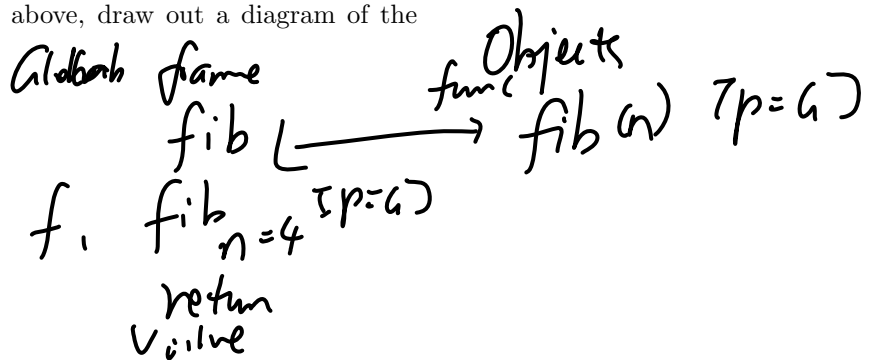 above, draw out a diagram of the
Global frame Objects
fib func fib(n) [p=G]
f1 fib [p=G]
n=4
return
value